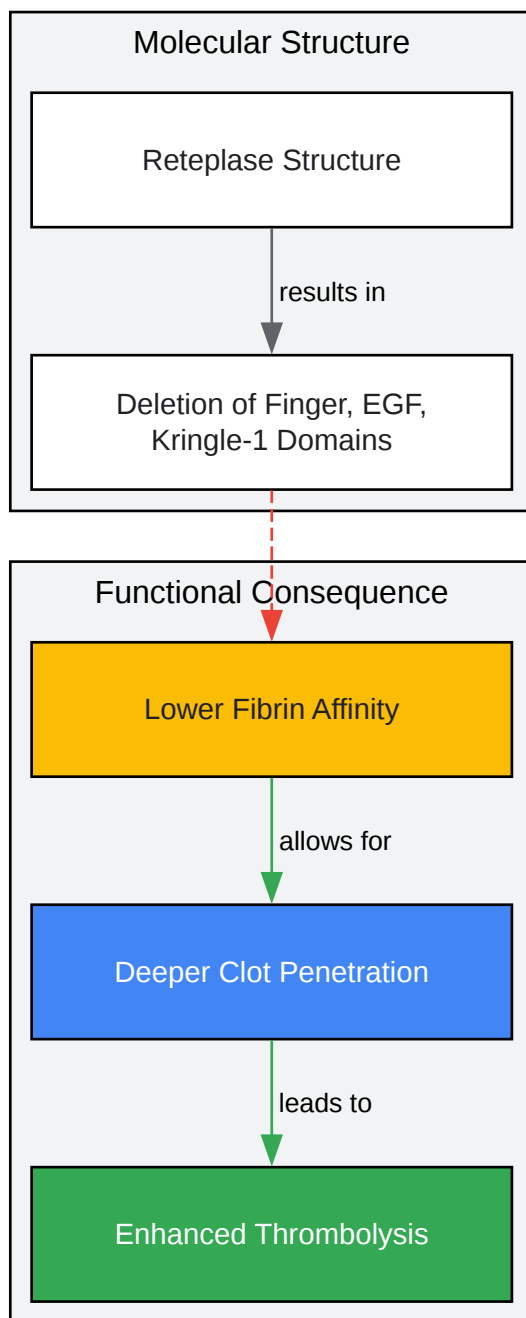 Molecular Structure
Reteplase Structure
results in
Deletion of Finger, EGF,
Kringle-1 Domains
Functional Consequence
Lower Fibrin Affinity
allows for
Deeper Clot Penetration
leads to
Enhanced Thrombolysis